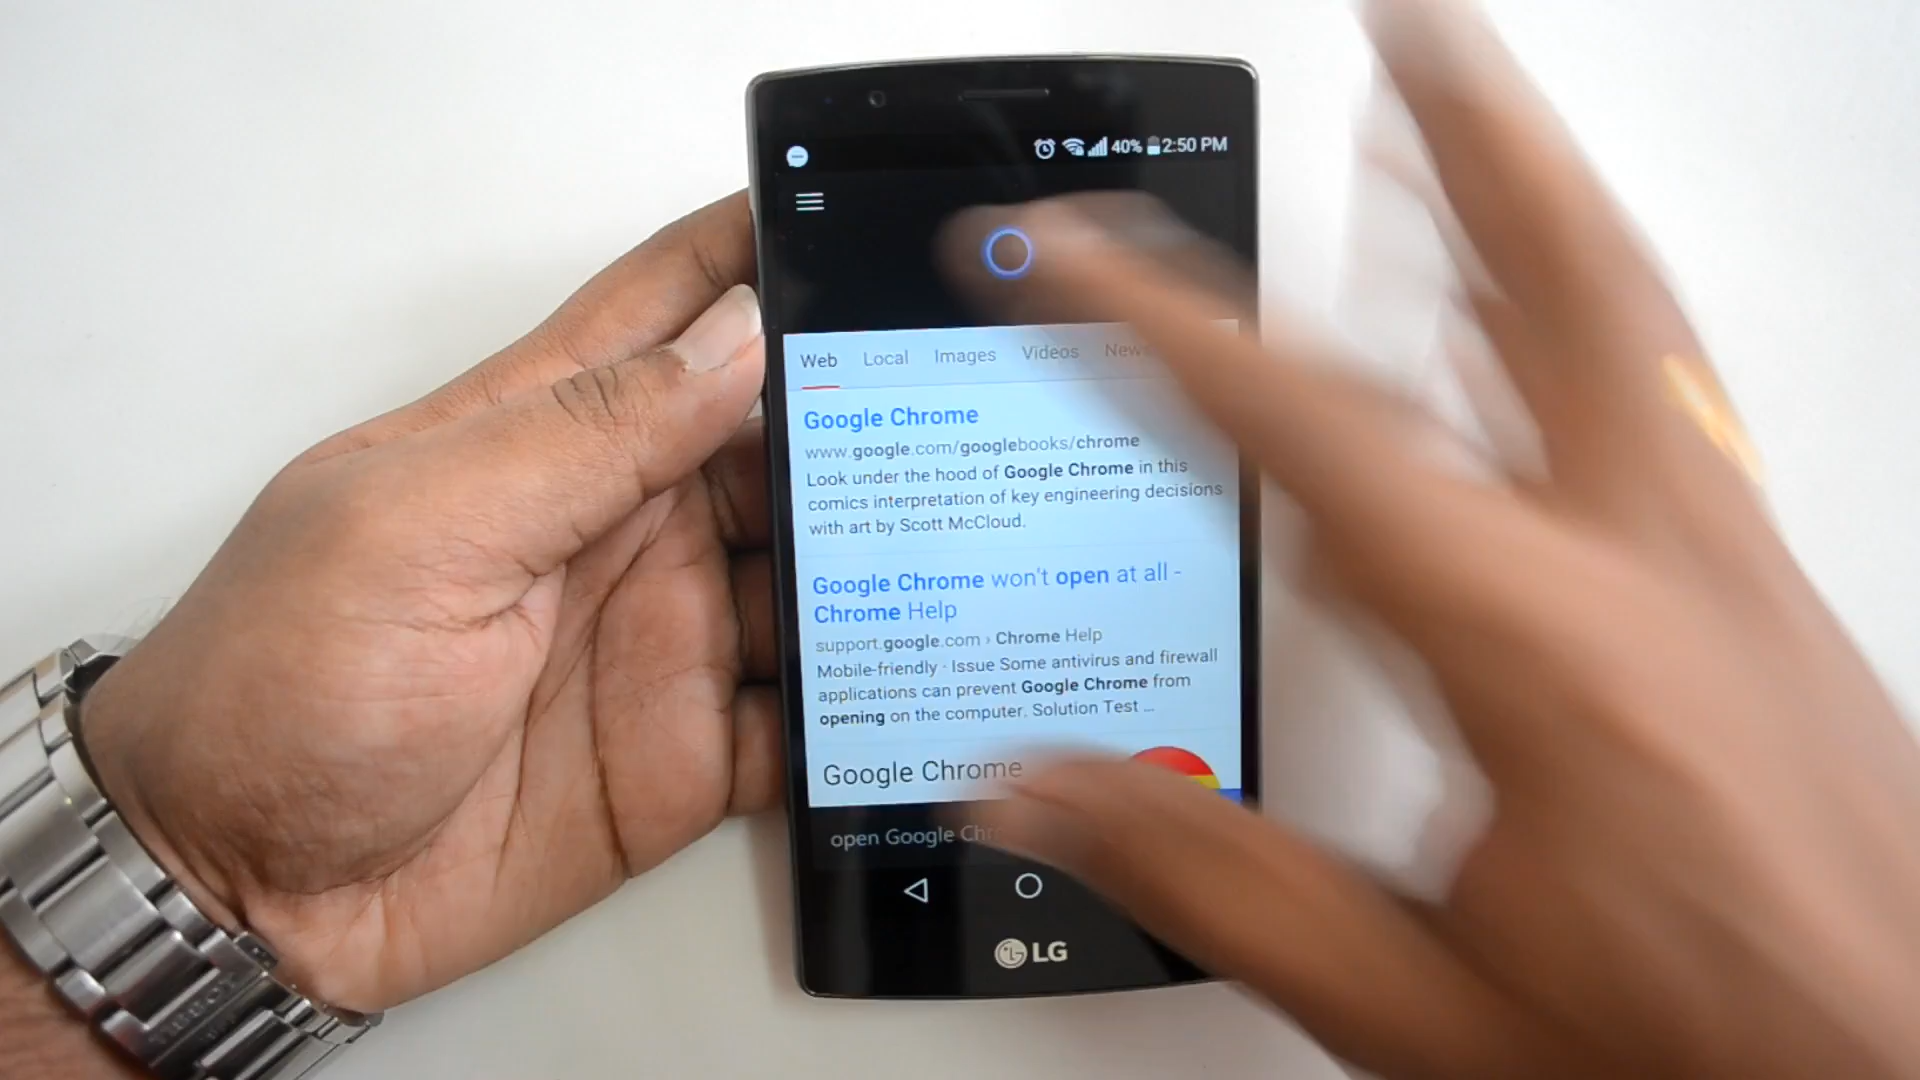 40% 2:50 PM
Web Local Images Videos News
Google Chrome
www.google.com/googlebooks/chrome
Look under the hood of Google Chrome in this
comics interpretation of key engineering decisions
with art by Scott McCloud.
Google Chrome won't open at all -
Chrome Help
support.google.com › Chrome Help
Mobile-friendly · Issue Some antivirus and firewall
applications can prevent Google Chrome from
opening on the computer. Solution Test ...
Google Chrome
open Google Chr
LG